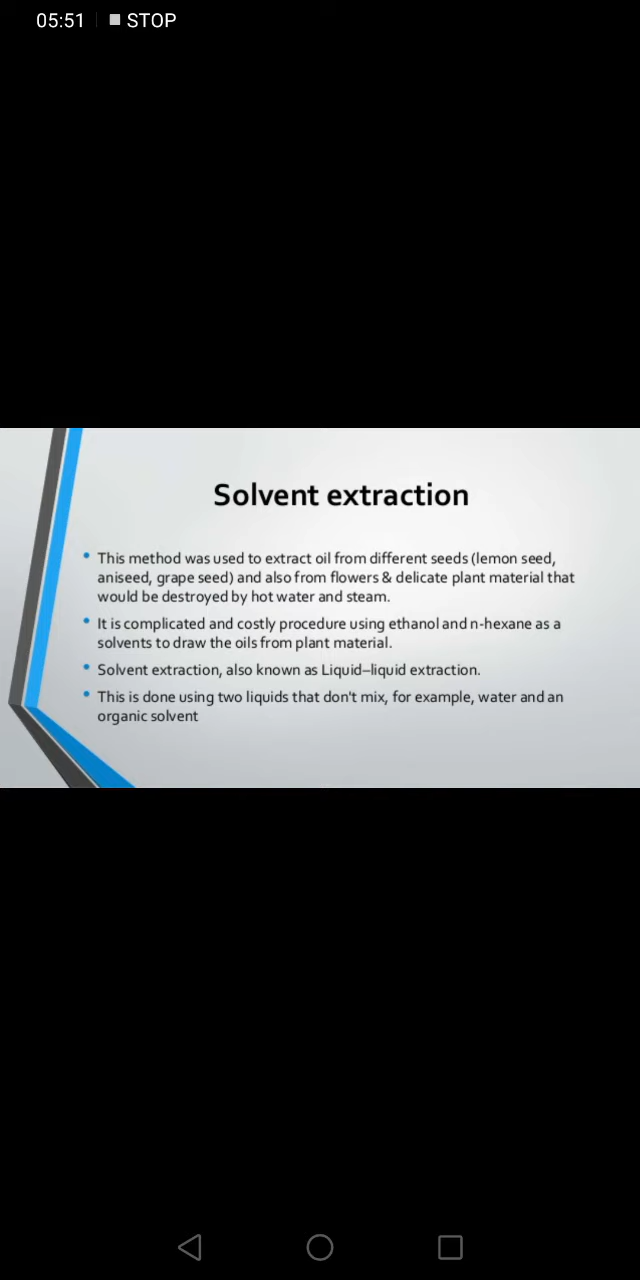 05:51 STOP
Solvent extraction
• This method was used to extract oil from different seeds (lemon seed,
aniseed, grape seed) and also from flowers & delicate plant material that
would be destroyed by hot water and steam.
• It is complicated and costly procedure using ethanol and n-hexane as a
solvents to draw the oils from plant material.
• Solvent extraction, also known as Liquid–liquid extraction.
• This is done using two liquids that don't mix, for example, water and an
organic solvent